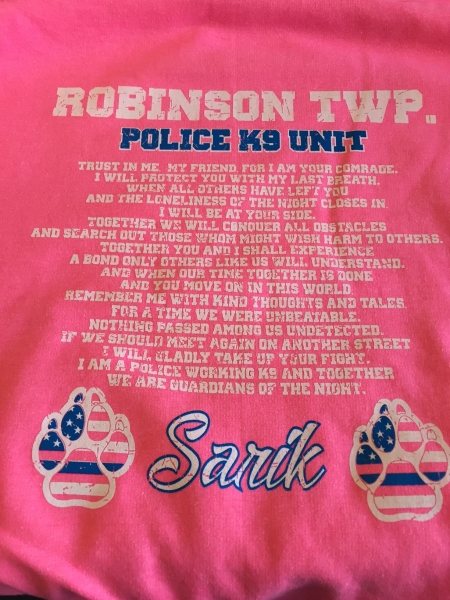 ROBINSON TWP.
POLICE K9 UNIT
TRUST IN ME, MY FRIEND, FOR I AM YOUR COMRADE.
I WILL PROTECT YOU WITH MY LAST BREATH.
WHEN ALL OTHERS HAVE LEFT YOU
AND THE LONELINESS OF THE NIGHT CLOSES IN.
I WILL BE AT YOUR SIDE.
TOGETHER WE WILL CONQUER ALL OBSTACLES
AND SEARCH OUT THOSE WHOM MIGHT WISH HARM TO OTHERS.
TOGETHER YOU AND I SHALL EXPERIENCE
A BOND ONLY OTHERS LIKE US WILL UNDERSTAND.
AND WHEN OUR TIME TOGETHER IS DONE
AND YOU MOVE ON IN THIS WORLD
REMEMBER ME WITH KIND THOUGHTS AND TALES.
FOR A TIME WE WERE UNBEATABLE.
NOTHING PASSED AMONG US UNDETECTED.
IF WE SHOULD MEET AGAIN ON ANOTHER STREET
I WILL GLADLY TAKE UP YOUR FIGHT.
I AM A POLICE WORKING K9 AND TOGETHER
WE ARE GUARDIANS OF THE NIGHT.
Sarik